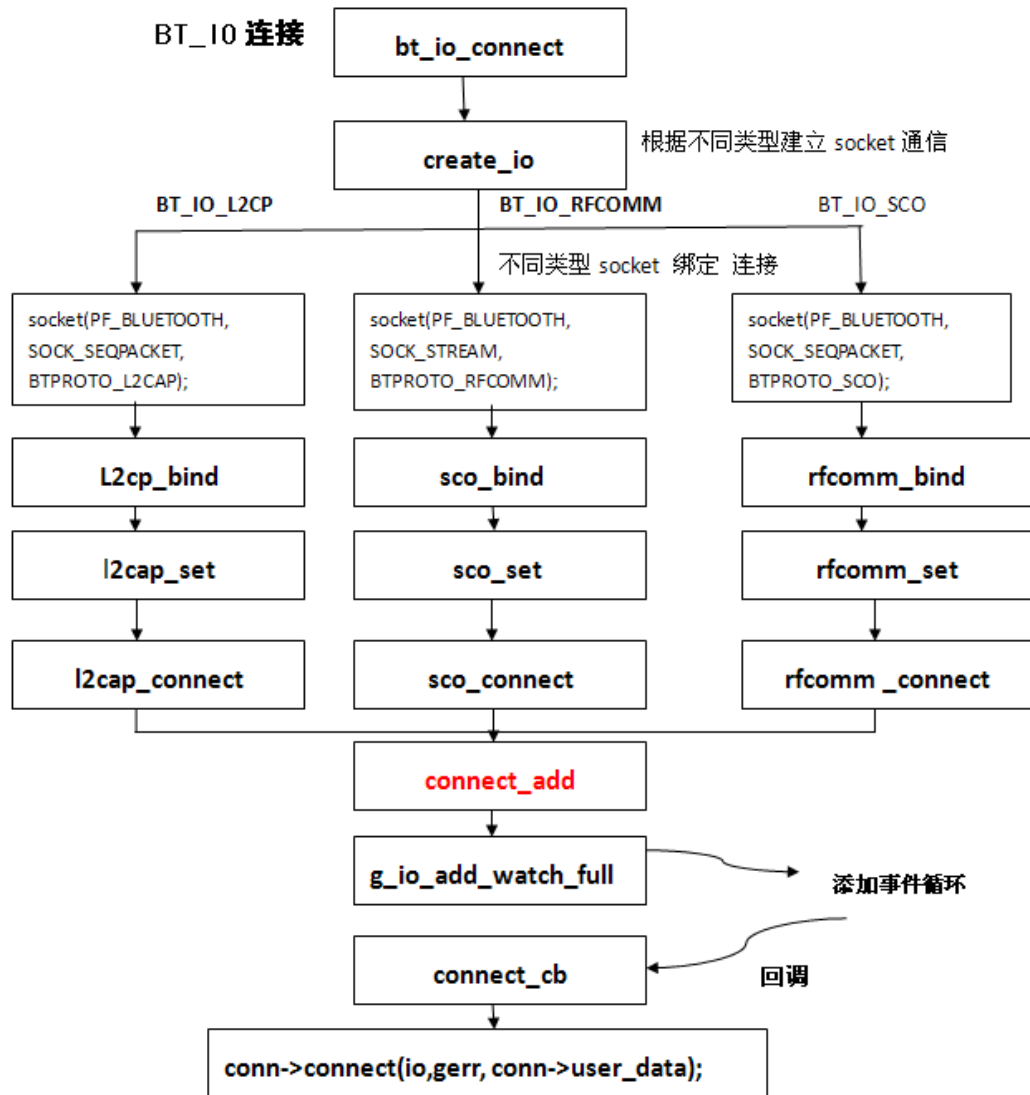 BT_IO 连接
bt_io_connect
create_io
根据不同类型建立 socket 通信
BT_IO_L2CP
BT_IO_RFCOMM
BT_IO_SCO
不同类型 socket 绑定 连接
socket(PF_BLUETOOTH,
SOCK_SEQPACKET,
BTPROTO_L2CAP);
socket(PF_BLUETOOTH,
SOCK_STREAM,
BTPROTO_RFCOMM);
socket(PF_BLUETOOTH,
SOCK_SEQPACKET,
BTPROTO_SCO);
L2cp_bind
sco_bind
rfcomm_bind
l2cap_set
sco_set
rfcomm_set
l2cap_connect
sco_connect
rfcomm _connect
connect_add
g_io_add_watch_full
添加事件循环
connect_cb
回调
conn->connect(io,gerr, conn->user_data);